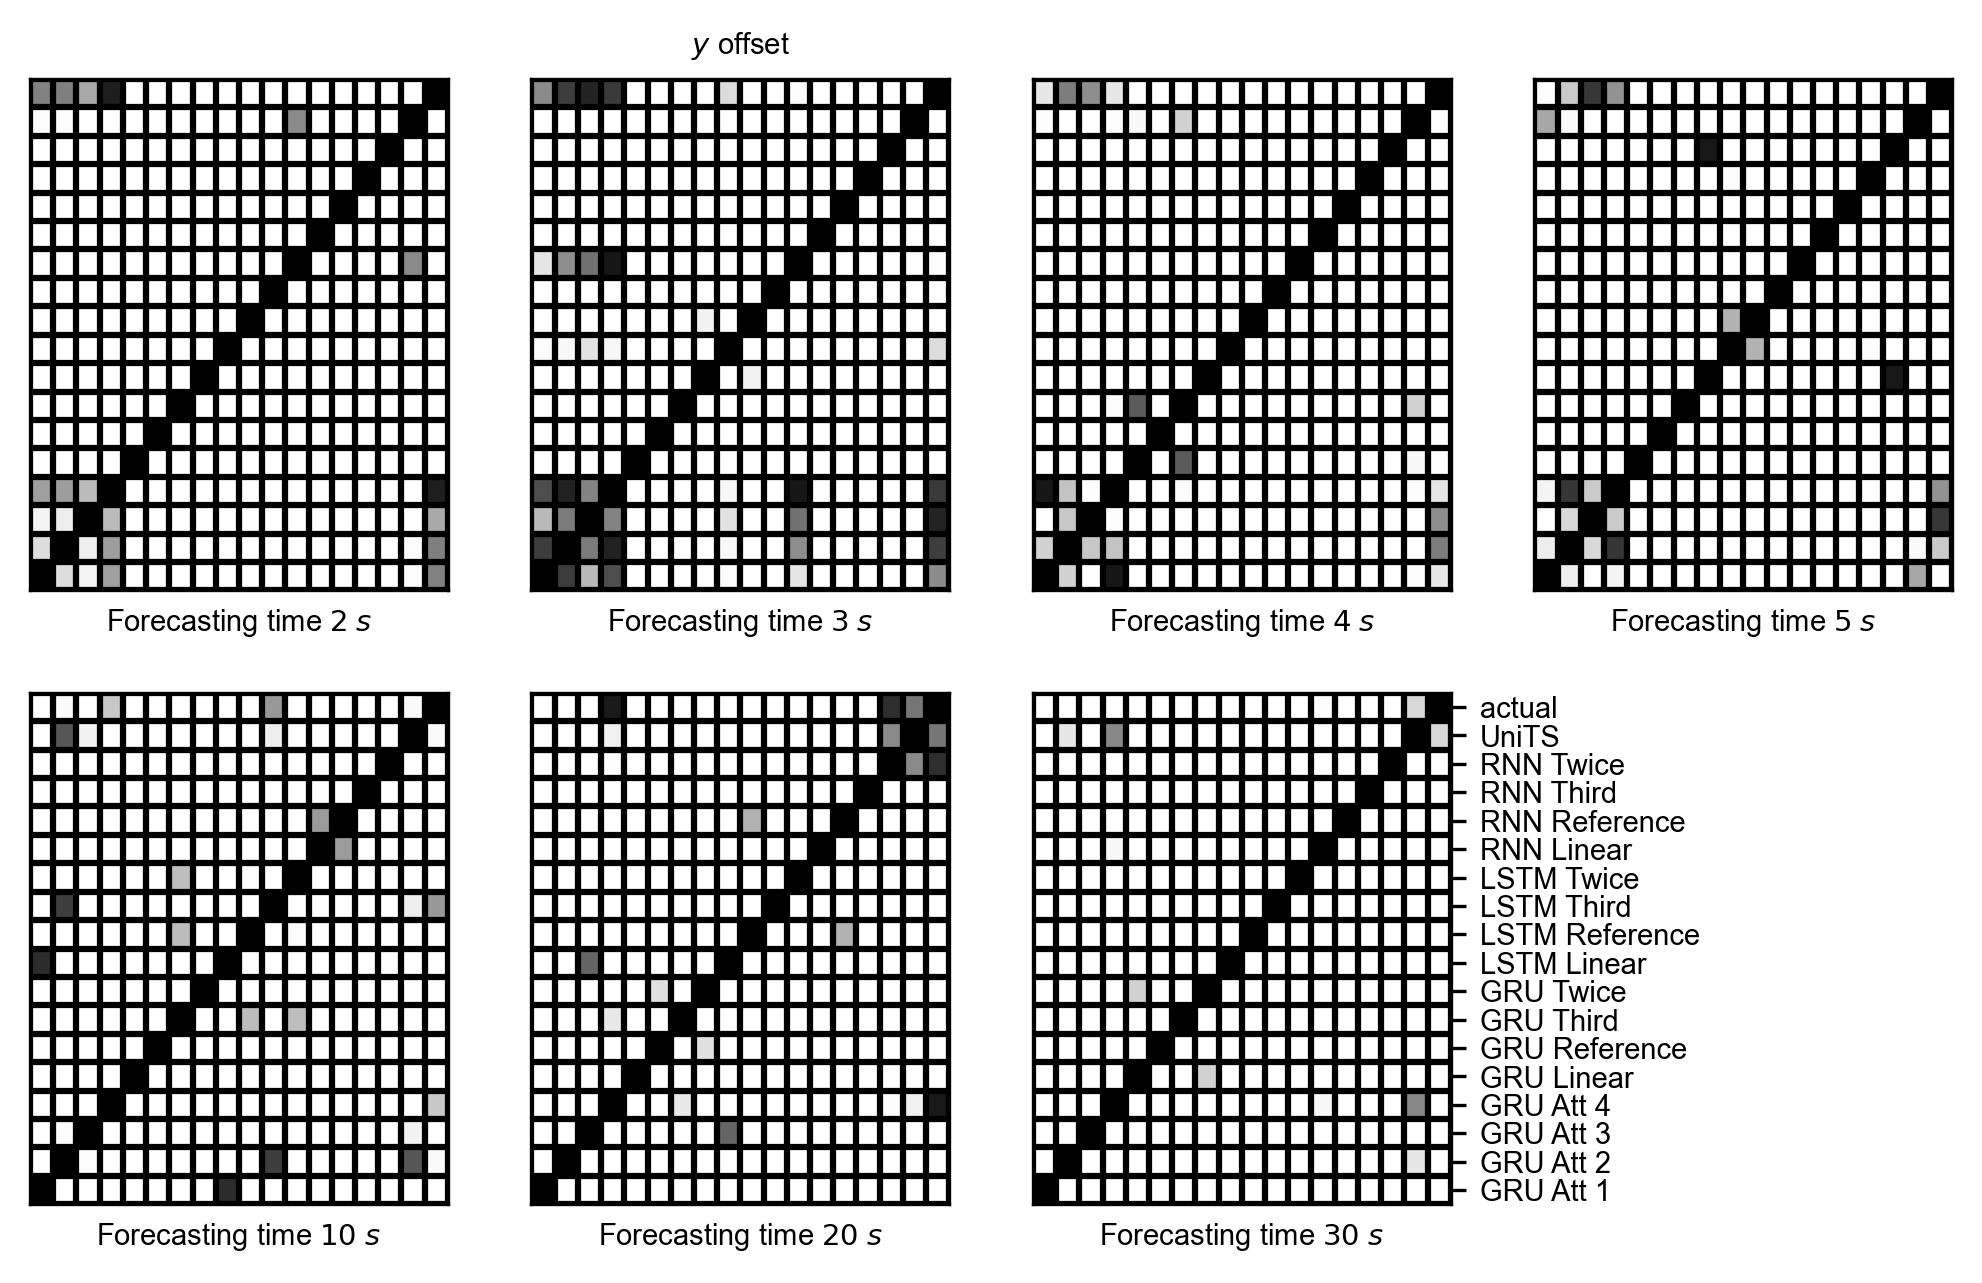 y offset
Forecasting time 2 s
Forecasting time 3 s
Forecasting time 4 s
Forecasting time 5 s
actual
UniTS
RNN Twice
RNN Third
RNN Reference
RNN Linear
LSTM Twice
LSTM Third
LSTM Reference
LSTM Linear
GRU Twice
GRU Third
GRU Reference
GRU Linear
GRU Att 4
GRU Att 3
GRU Att 2
GRU Att 1
Forecasting time 10 s
Forecasting time 20 s
Forecasting time 30 s